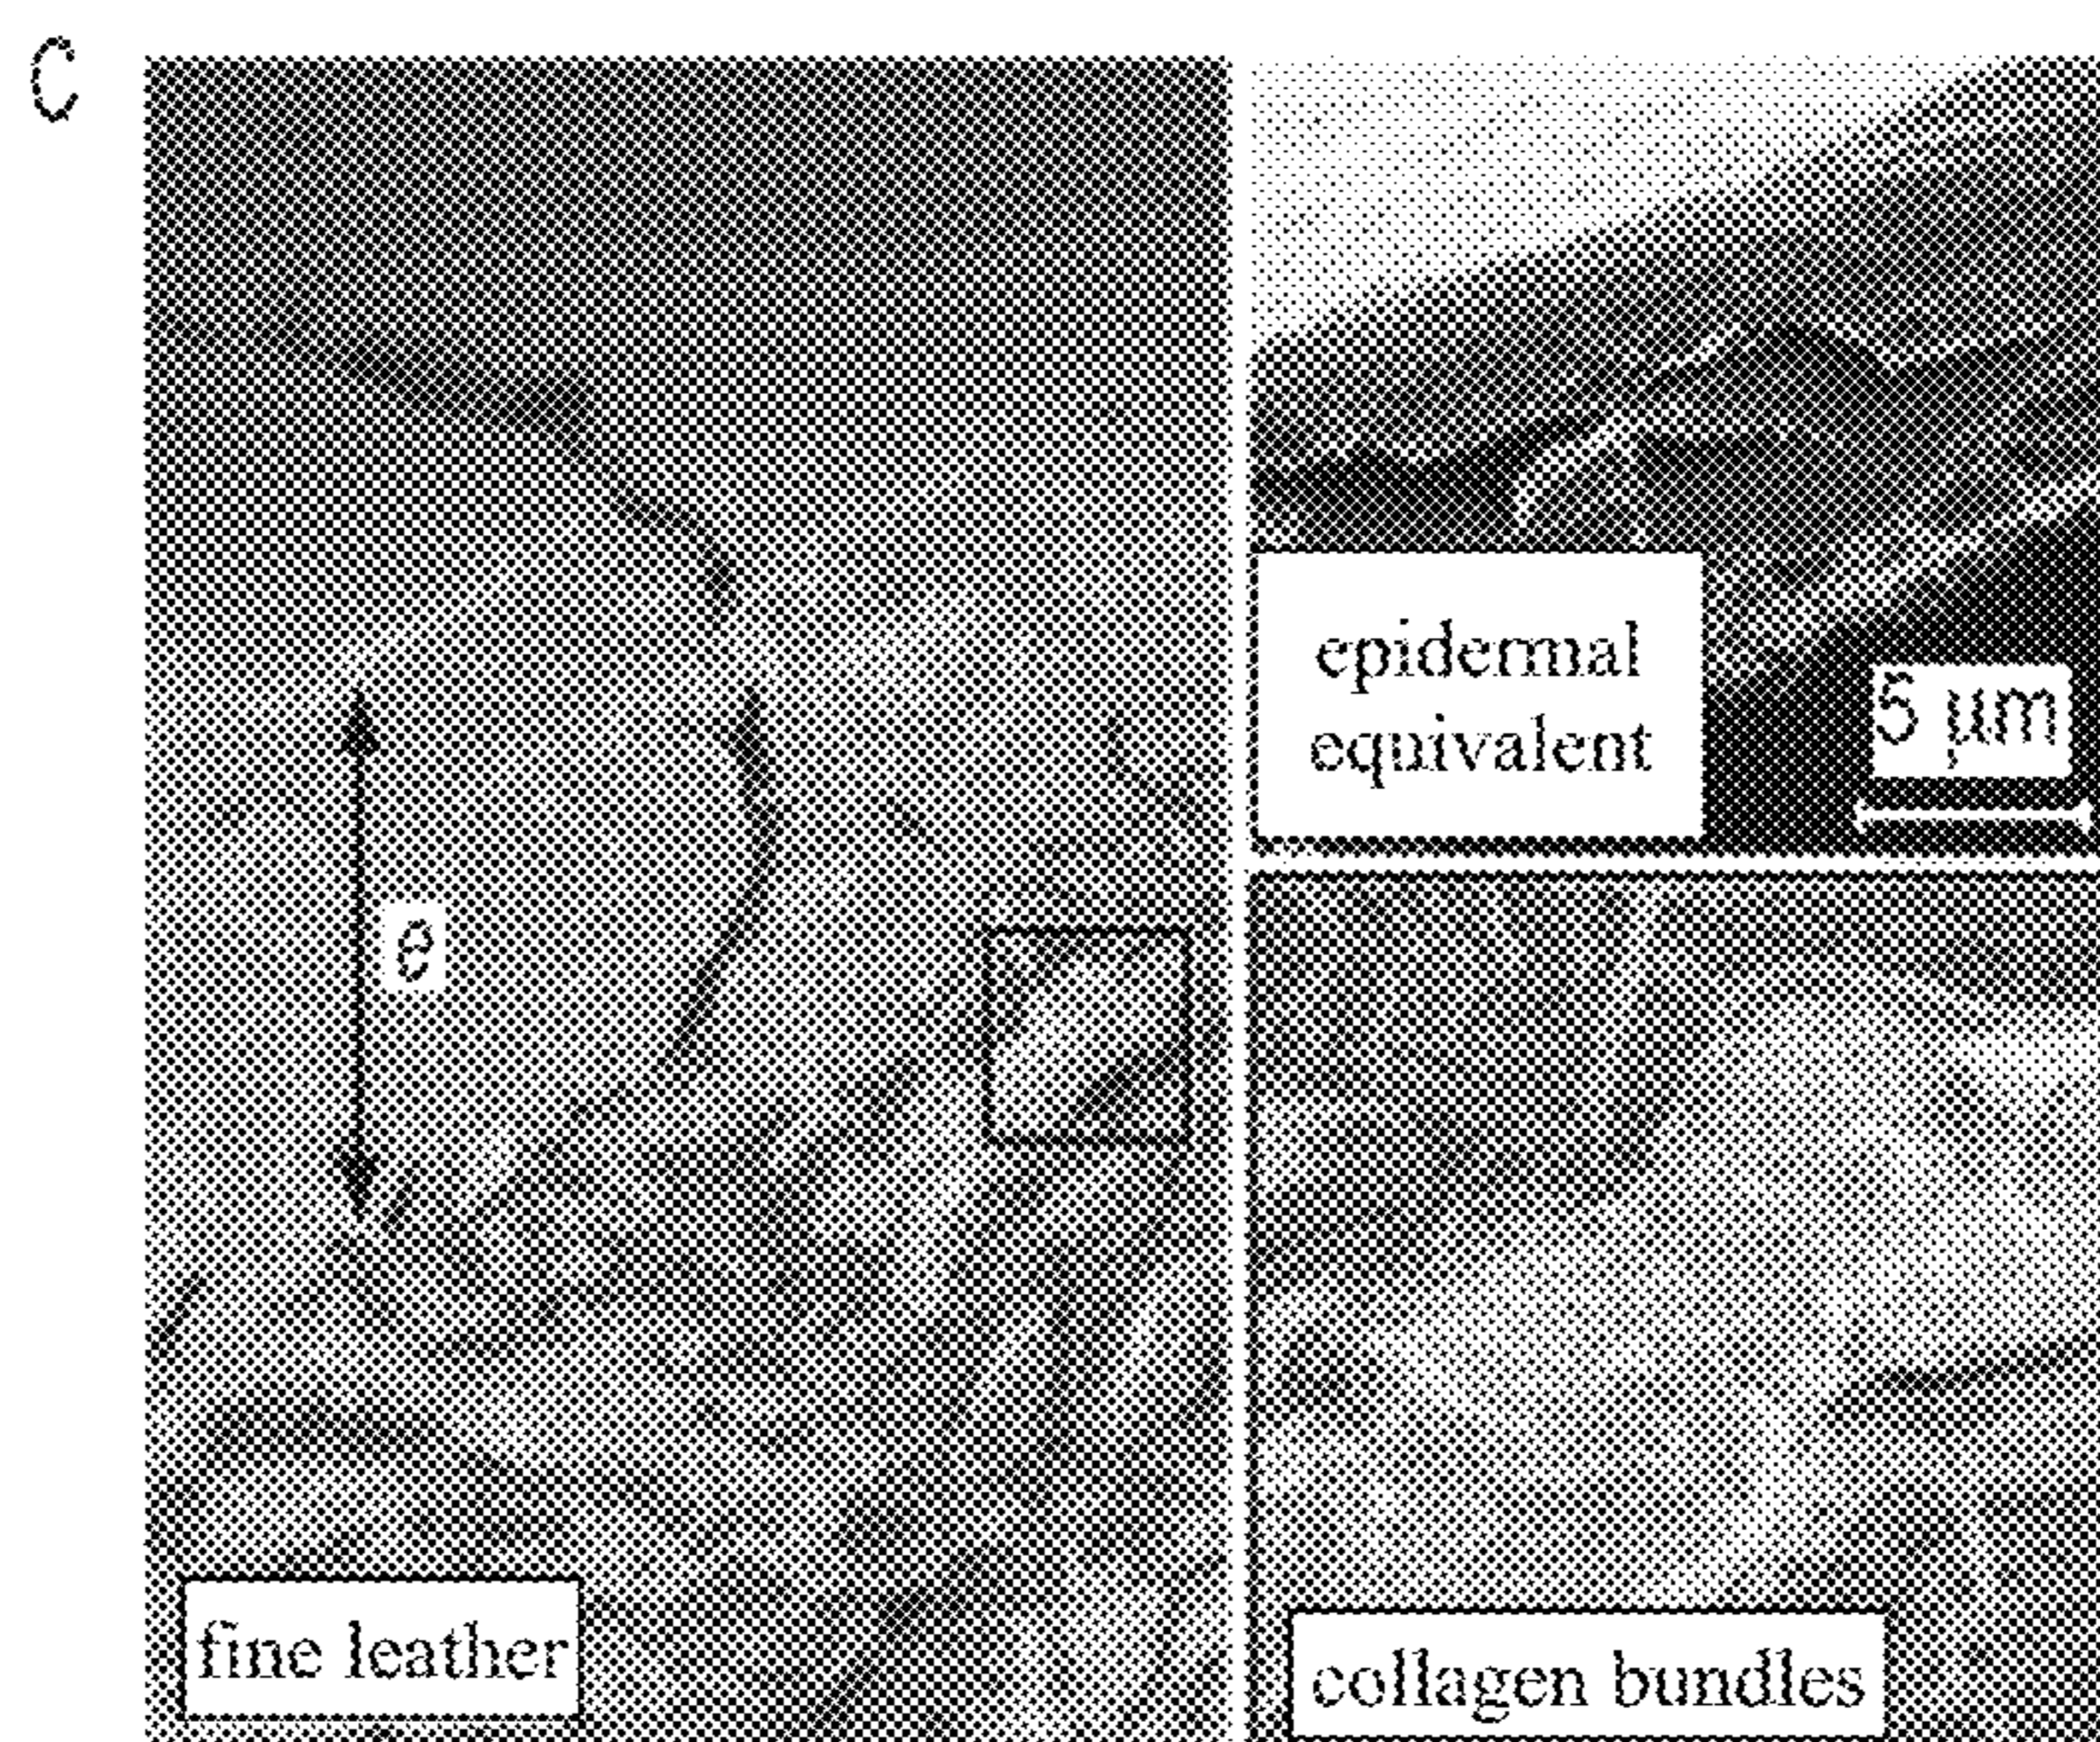 C
e
fine leather
epidermal
equivalent
5 µm
collagen bundles